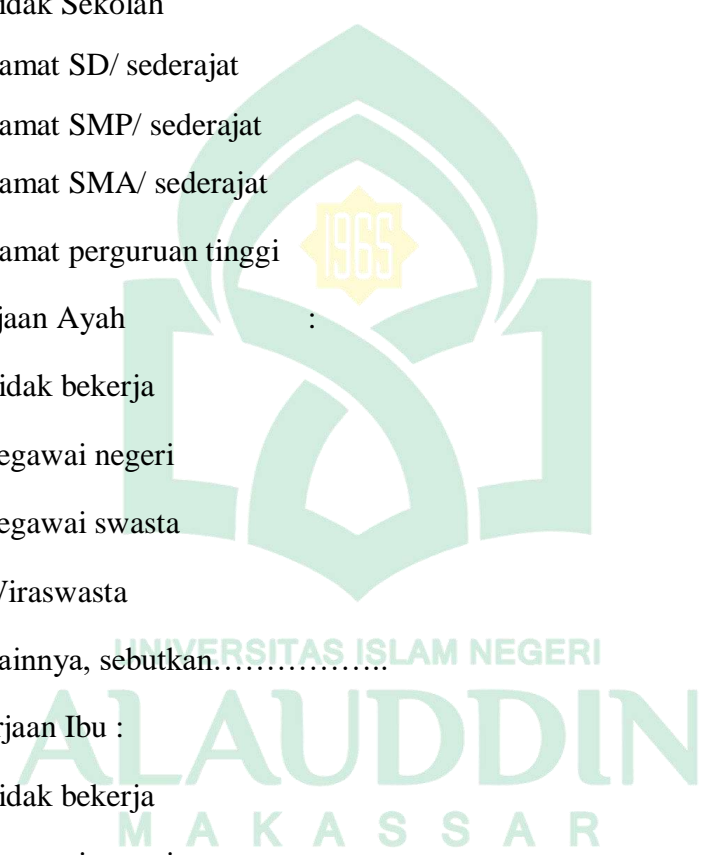 idak Sekolah
amat SD/ sederajat
amat SMP/ sederajat
amat SMA/ sederajat
amat perguruan tinggi
1965
jaan Ayah :
idak bekerja
egawai negeri
egawai swasta
Viraswasta
ainnya, sebutkan……………..
UNIVERSITAS ISLAM NEGERI
ALAUDDIN
rjaan Ibu :
idak bekerja
MAKASSAR